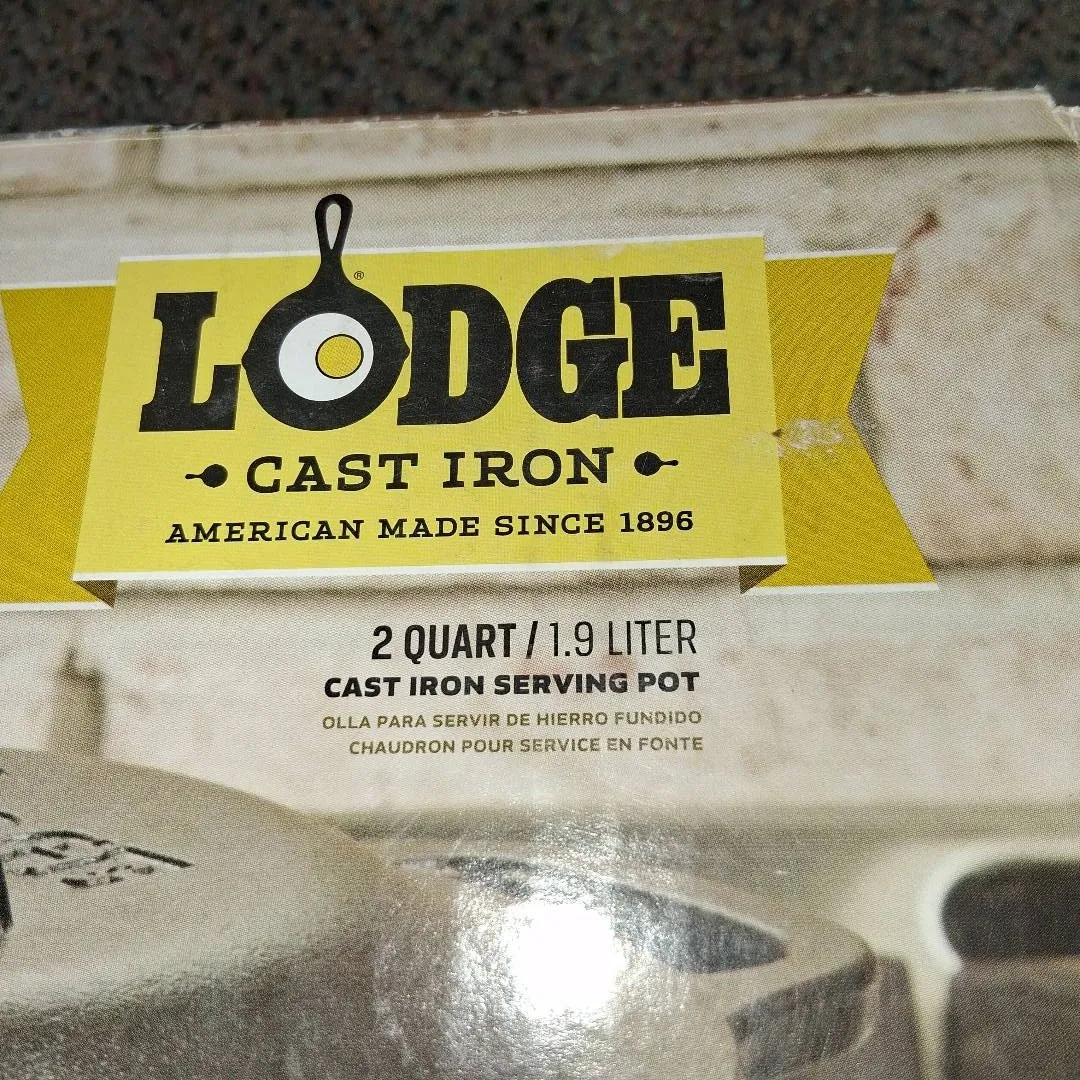 LODGE®
CAST IRON
AMERICAN MADE SINCE 1896
2 QUART / 1.9 LITER
CAST IRON SERVING POT
OLLA PARA SERVIR DE HIERRO FUNDIDO
CHAUDRON POUR SERVICE EN FONTE